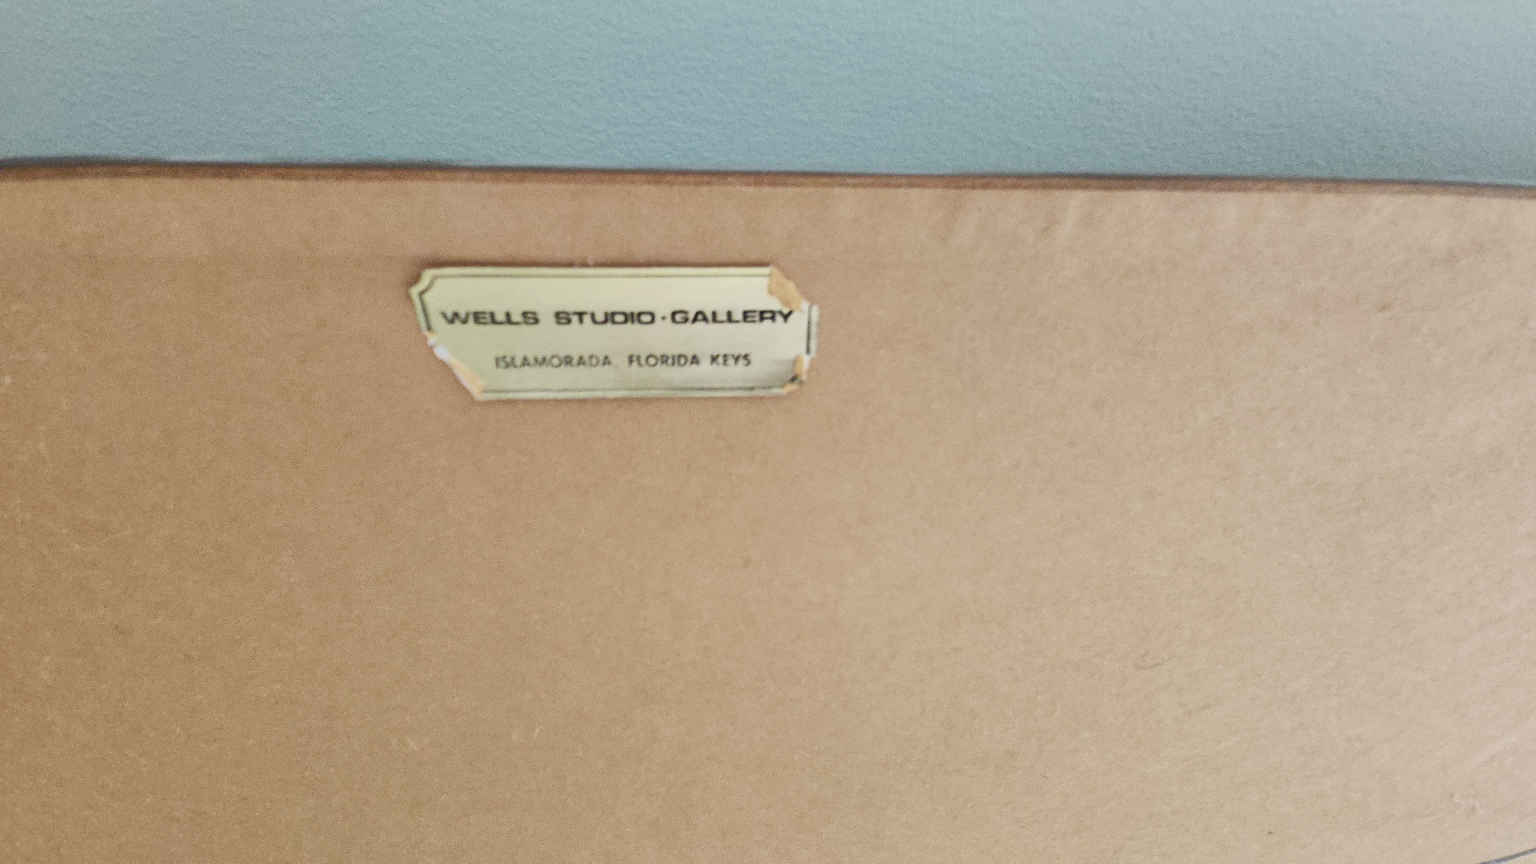 WELLS STUDIO·GALLERY
ISLAMORADA, FLORIDA KEYS